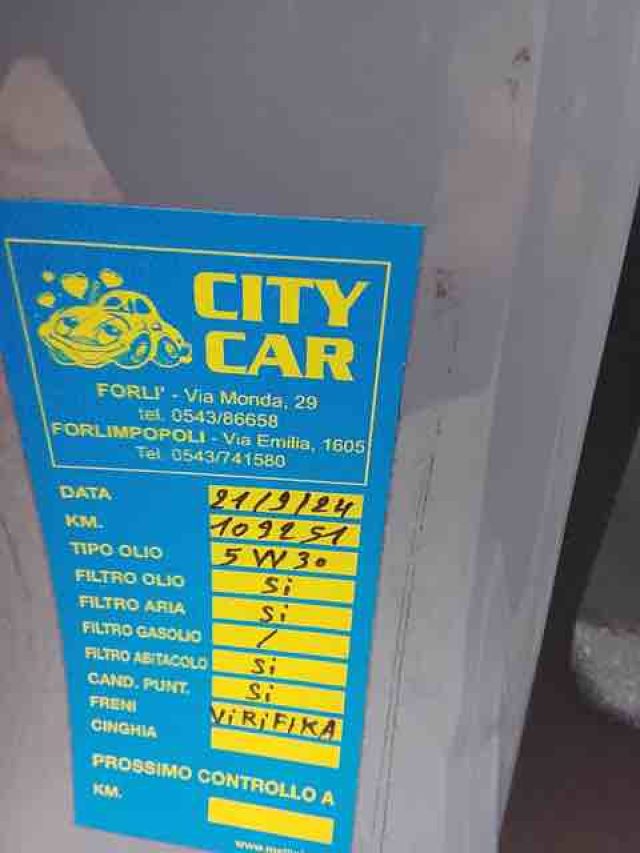 CITY
CAR
FORLI' - Via Monda, 29
tel. 0543/86658
FORLIMPOPOLI - Via Emilia, 1605
Tel. 0543/741580
DATA 21/9/24
KM. 109251
TIPO OLIO 5W30
FILTRO OLIO Si
FILTRO ARIA Si
FILTRO GASOLIO /
FILTRO ABITACOLO Si
CAND. PUNT. Si
FRENI ViRiFIKA
CINGHIA
PROSSIMO CONTROLLO A
KM.